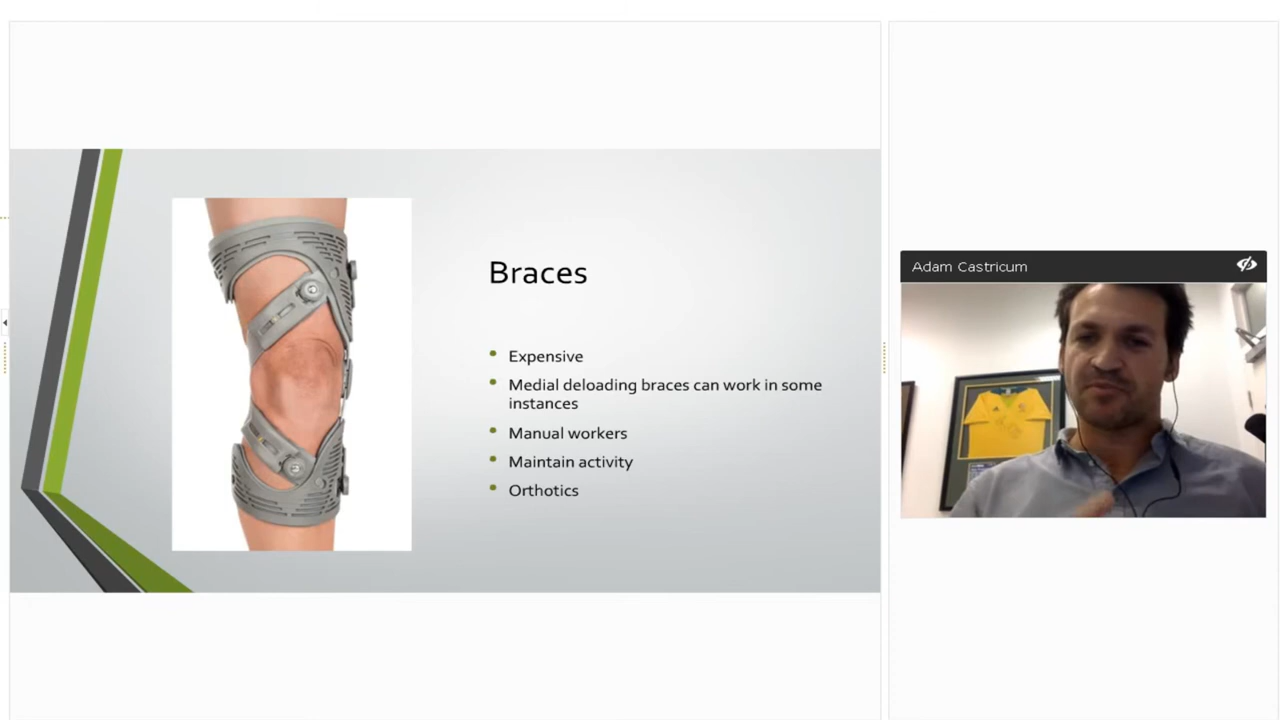 Braces
Expensive
Medial deloading braces can work in some
instances
Manual workers
Maintain activity
Orthotics
Adam Castricum